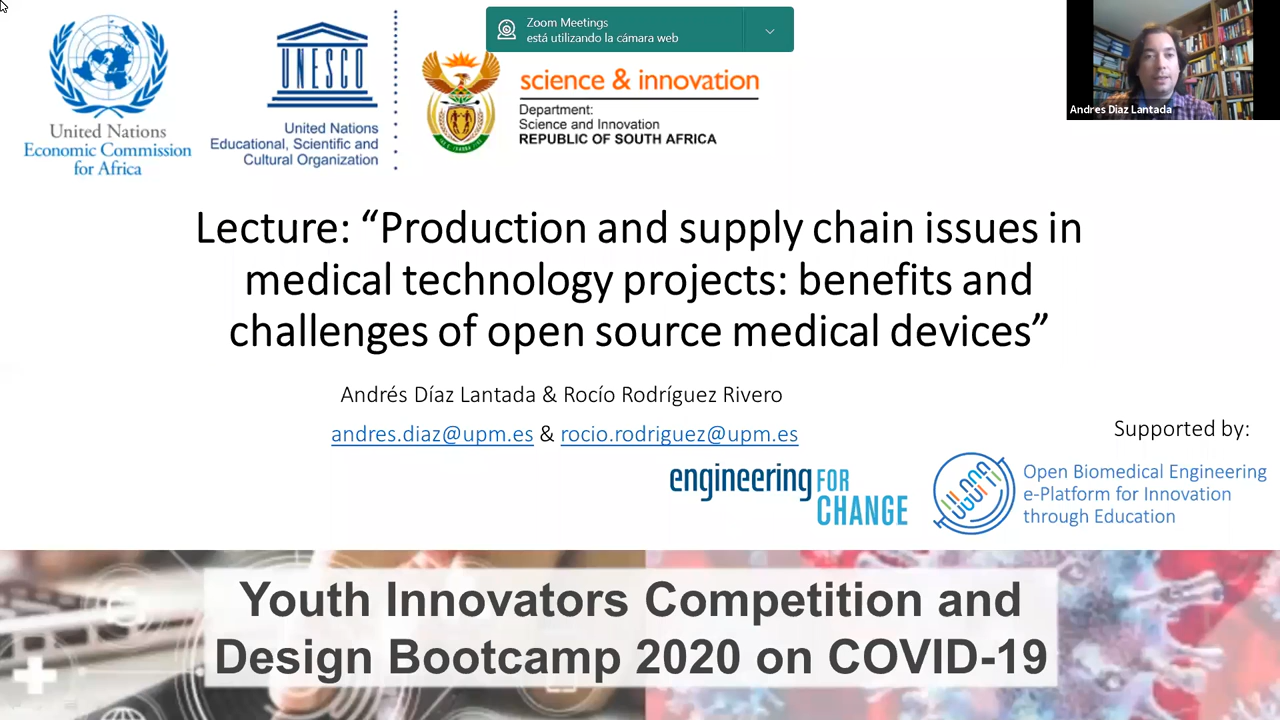 Zoom Meetings
está utilizando la cámara web
Andres Diaz Lantada
United Nations
Economic Commission
for Africa
UNESCO
United Nations
Educational, Scientific and
Cultural Organization
science & innovation
Department:
Science and Innovation
REPUBLIC OF SOUTH AFRICA
Lecture: “Production and supply chain issues in
medical technology projects: benefits and
challenges of open source medical devices”
Andrés Díaz Lantada & Rocío Rodríguez Rivero
andres.diaz@upm.es & rocio.rodriguez@upm.es
Supported by:
engineering FOR
CHANGE
Open Biomedical Engineering
e-Platform for Innovation
through Education
Youth Innovators Competition and
Design Bootcamp 2020 on COVID-19